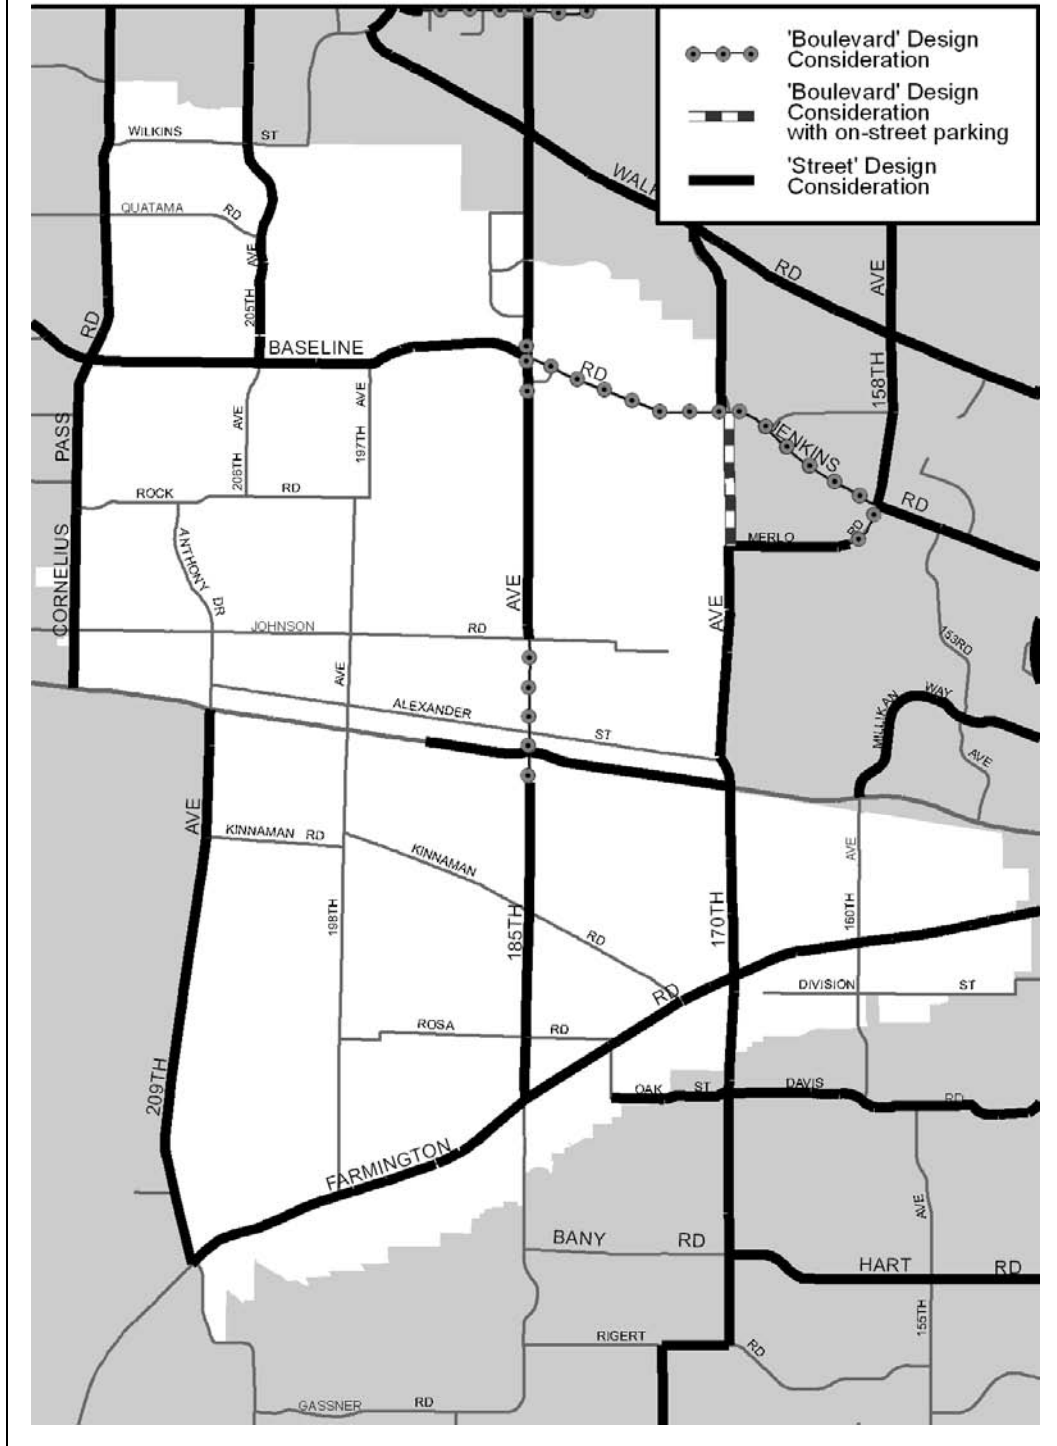 'Boulevard' Design
Consideration
'Boulevard' Design
Consideration
with on-street parking
'Street' Design
Consideration
WILKINS ST
QUATAMA RD
205TH AVE
RD
BASELINE RD
RD
AVE
158TH
CORNELIUS PASS
206TH AVE
197TH AVE
JENKINS RD
ROCK RD
ANTHONY DR
MERLO RD
AVE
AVE
JOHNSON RD
153RD
AVE
ALEXANDER ST
MILLIKAN WAY
AVE
AVE
KINNAMAN RD
KINNAMAN RD
AVE
198TH
185TH
170TH
160TH
DIVISION ST
RD
ROSA RD
209TH
OAK ST
DAVIS RD
FARMINGTON
AVE
BANY RD
HART RD
155TH
RIGERT RD
GASSNER RD